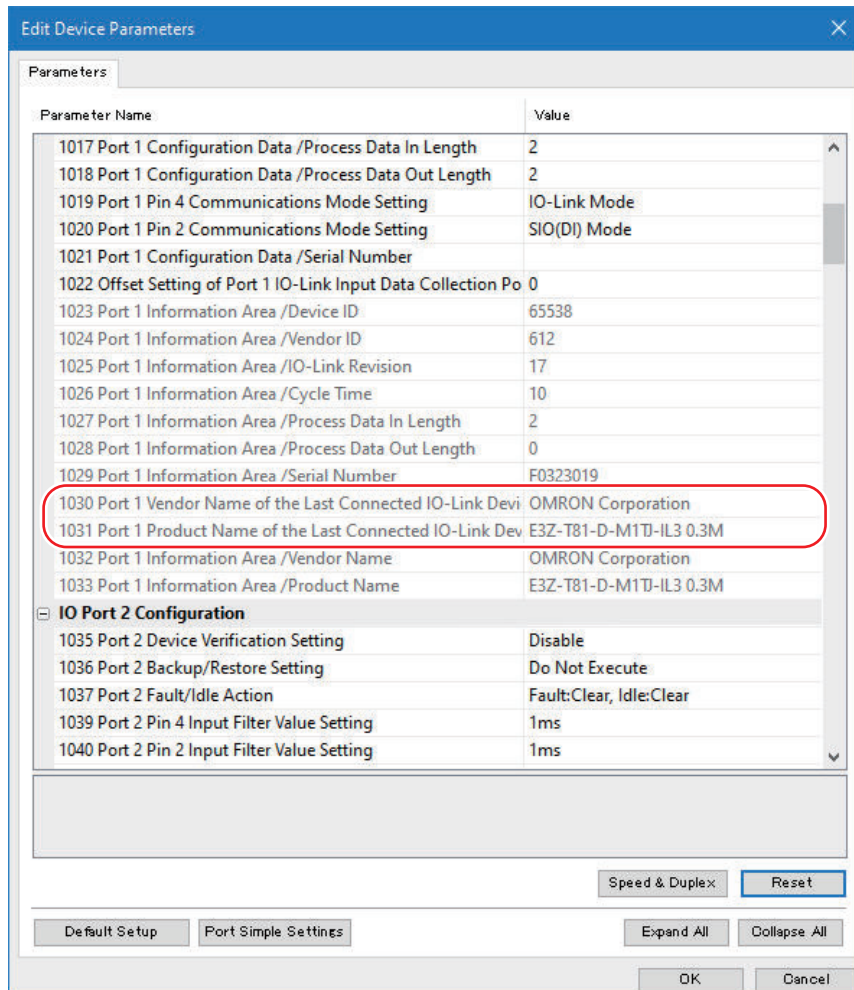 Edit Device Parameters
Parameters
Parameter Name Value
1017 Port 1 Configuration Data /Process Data In Length 2
1018 Port 1 Configuration Data /Process Data Out Length 2
1019 Port 1 Pin 4 Communications Mode Setting IO-Link Mode
1020 Port 1 Pin 2 Communications Mode Setting SIO(DI) Mode
1021 Port 1 Configuration Data /Serial Number
1022 Offset Setting of Port 1 IO-Link Input Data Collection Po 0
1023 Port 1 Information Area /Device ID 65538
1024 Port 1 Information Area /Vendor ID 612
1025 Port 1 Information Area /IO-Link Revision 17
1026 Port 1 Information Area /Cycle Time 10
1027 Port 1 Information Area /Process Data In Length 2
1028 Port 1 Information Area /Process Data Out Length 0
1029 Port 1 Information Area /Serial Number F0323019
1030 Port 1 Vendor Name of the Last Connected IO-Link Devi OMRON Corporation
1031 Port 1 Product Name of the Last Connected IO-Link Dev E3Z-T81-D-M1TJ-IL3 0.3M
1032 Port 1 Information Area /Vendor Name OMRON Corporation
1033 Port 1 Information Area /Product Name E3Z-T81-D-M1TJ-IL3 0.3M
IO Port 2 Configuration
1035 Port 2 Device Verification Setting Disable
1036 Port 2 Backup/Restore Setting Do Not Execute
1037 Port 2 Fault/Idle Action Fault:Clear, Idle:Clear
1039 Port 2 Pin 4 Input Filter Value Setting 1ms
1040 Port 2 Pin 2 Input Filter Value Setting 1ms
Speed & Duplex Reset
Default Setup Port Simple Settings Expand All Collapse All
OK Cancel